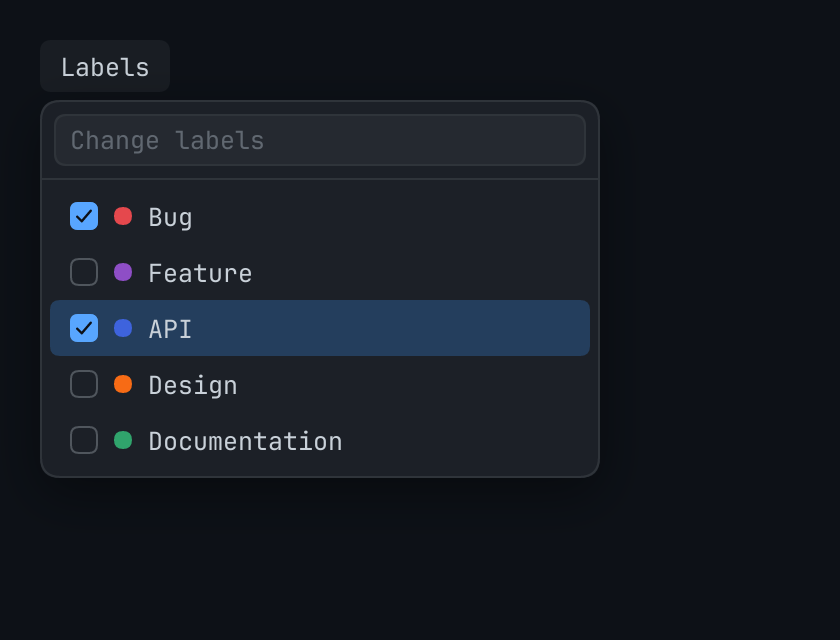 Labels
Change labels
Bug
Feature
API
Design
Documentation